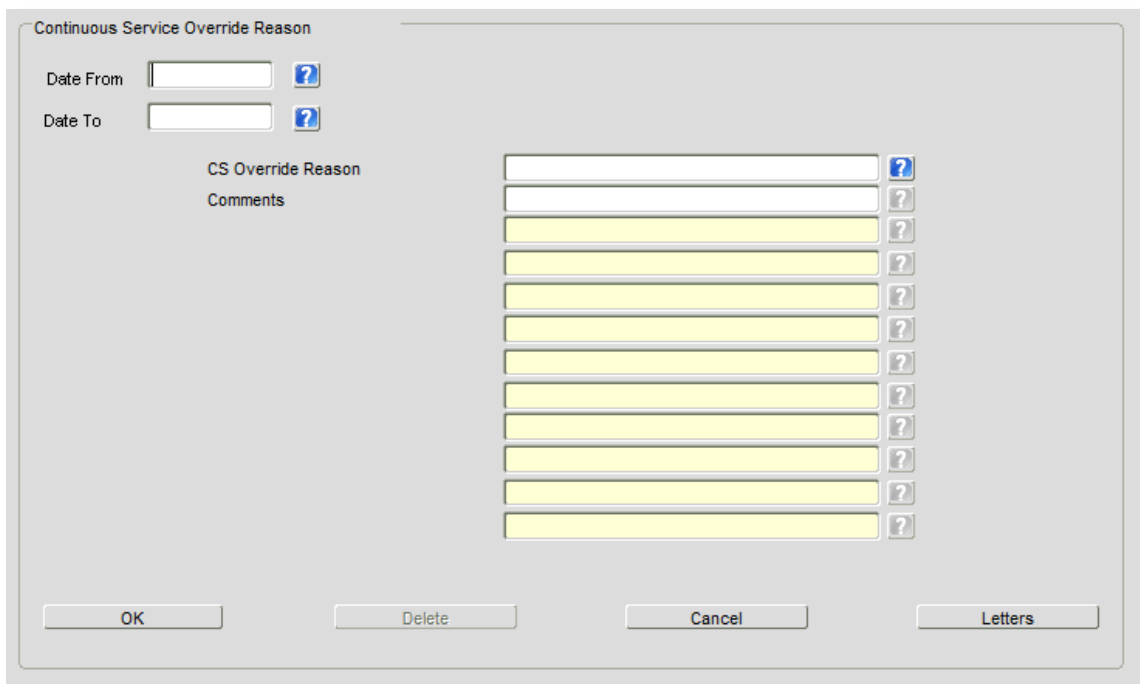 Continuous Service Override Reason
Date From ?
Date To ?
CS Override Reason ?
Comments ?
?
?
?
?
?
?
?
?
?
?
OK Delete Cancel Letters